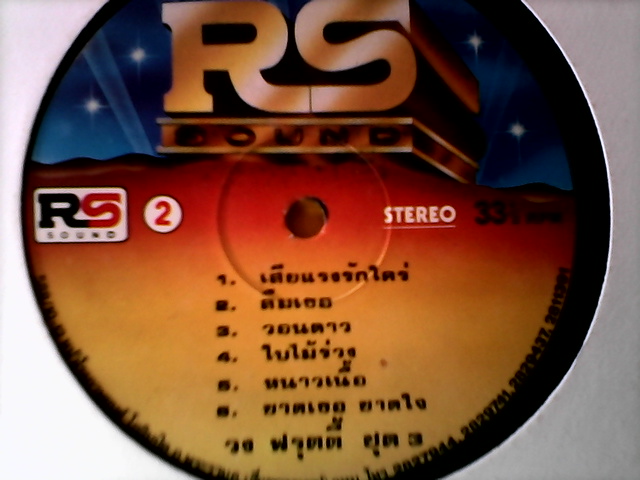 RS
SOUND
RS
SOUND
2
STEREO 33
1. เสียแรงรักใคร่
2. ลืมเธอ
3. วอนดาว
4. ใบไม้ร่วง
5. หนาวเนื้อ
6. ขาดเธอ ขาดใจ
วง ฟรุตตี้ ชุด 3